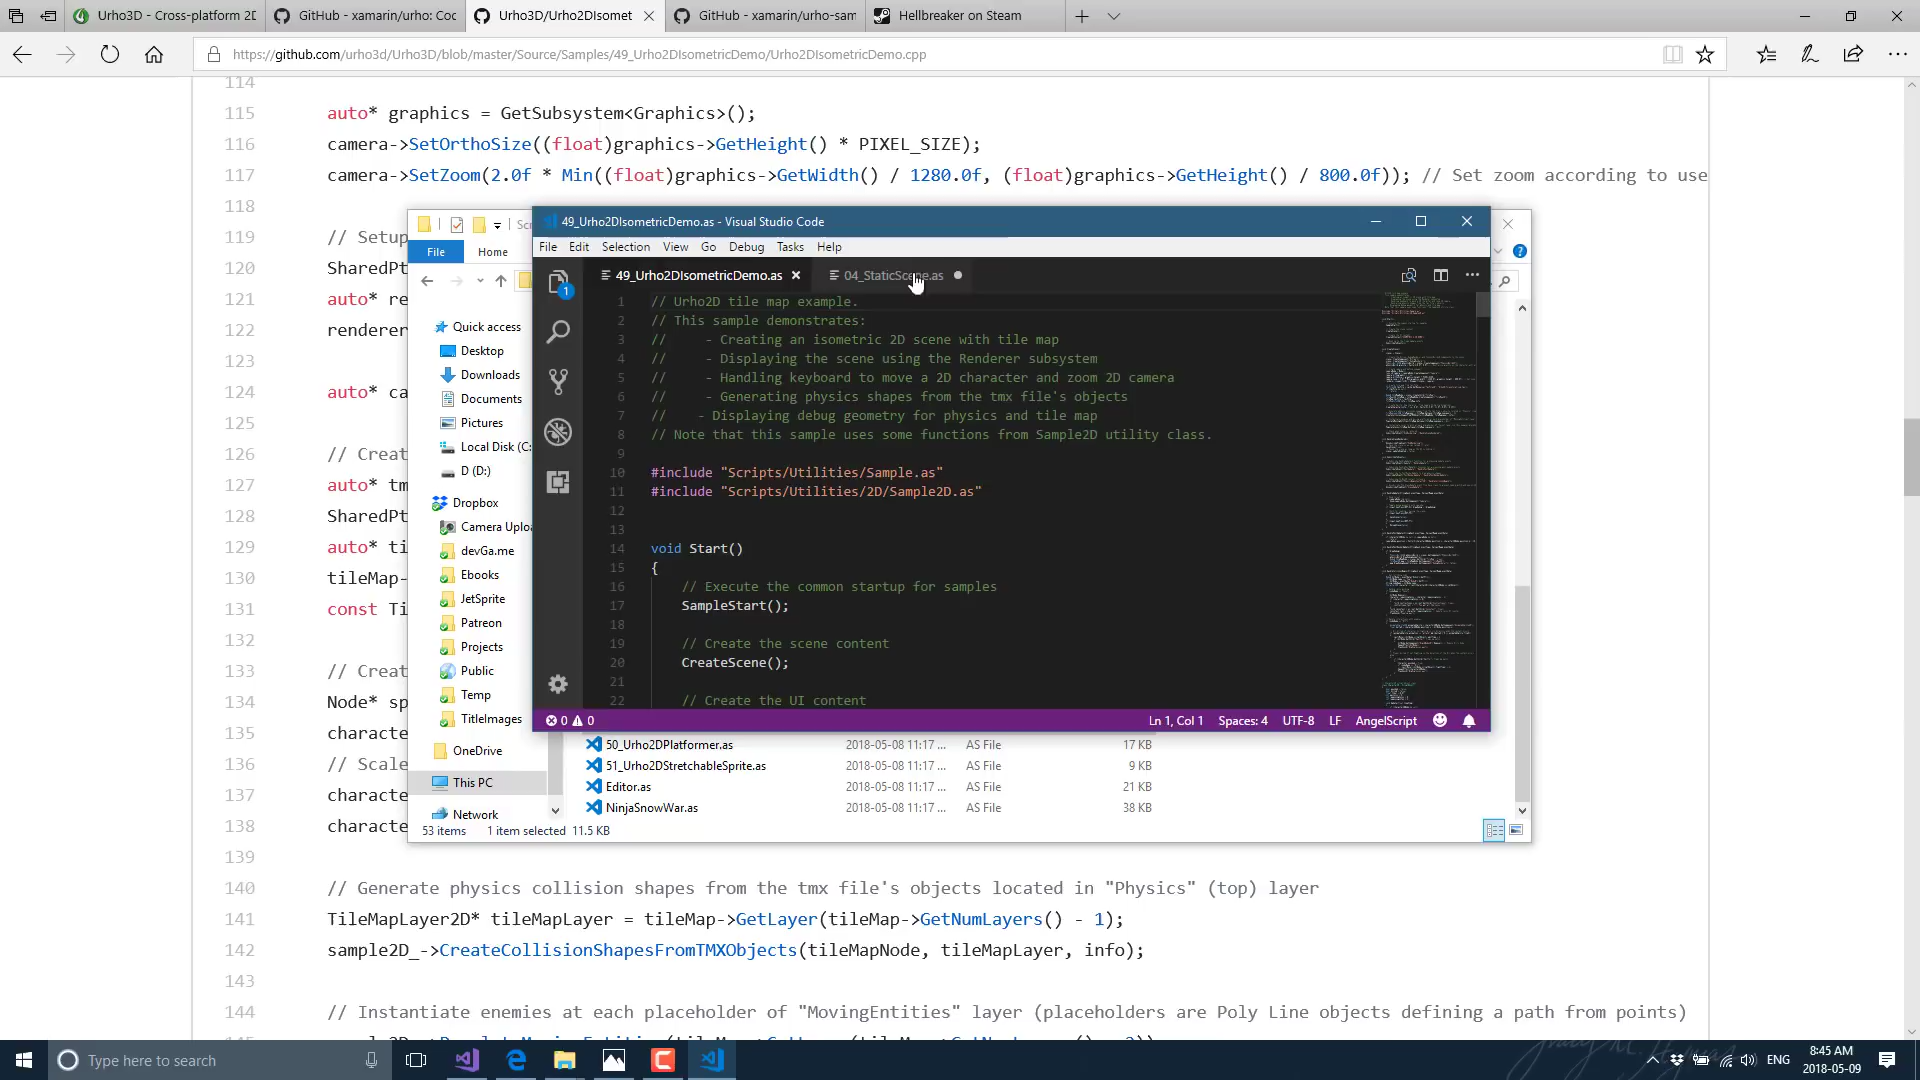 Urho3D - Cross-platform 2D
GitHub - xamarin/urho: Coc
Urho3D/Urho2DIsomet
GitHub - xamarin/urho-sam
Hellbreaker on Steam
https://github.com/urho3d/Urho3D/blob/master/Source/Samples/49_Urho2DIsometricDemo/Urho2DIsometricDemo.cpp
114
115 auto* graphics = GetSubsystem<Graphics>();
116 camera->SetOrthoSize((float)graphics->GetHeight() * PIXEL_SIZE);
117 camera->SetZoom(2.0f * Min((float)graphics->GetWidth() / 1280.0f, (float)graphics->GetHeight() / 800.0f)); // Set zoom according to use
118
119 // Setup
120 SharedPt
121 auto* re
122 renderer
123
124 auto* ca
125
126 // Creat
127 auto* tm
128 SharedPt
129 auto* ti
130 tileMap-
131 const Ti
132
133 // Creat
134 Node* sp
135 characte
136 // Scale
137 characte
138 characte
139
140 // Generate physics collision shapes from the tmx file's objects located in "Physics" (top) layer
141 TileMapLayer2D* tileMapLayer = tileMap->GetLayer(tileMap->GetNumLayers() - 1);
142 sample2D_->CreateCollisionShapesFromTMXObjects(tileMapNode, tileMapLayer, info);
143
144 // Instantiate enemies at each placeholder of "MovingEntities" layer (placeholders are Poly Line objects defining a path from points)
File
Home
Quick access
Desktop
Downloads
Documents
Pictures
Local Disk (C:
D (D:)
Dropbox
Camera Uplo
devGa.me
Ebooks
JetSprite
Patreon
Projects
Public
Temp
TitleImages
OneDrive
This PC
Network
53 items 1 item selected 11.5 KB
49_Urho2DIsometricDemo.as - Visual Studio Code
File Edit Selection View Go Debug Tasks Help
1
49_Urho2DIsometricDemo.as
04_StaticScene.as
1 // Urho2D tile map example.
2 // This sample demonstrates:
3 // - Creating an isometric 2D scene with tile map
4 // - Displaying the scene using the Renderer subsystem
5 // - Handling keyboard to move a 2D character and zoom 2D camera
6 // - Generating physics shapes from the tmx file's objects
7 // - Displaying debug geometry for physics and tile map
8 // Note that this sample uses some functions from Sample2D utility class.
9
10 #include "Scripts/Utilities/Sample.as"
11 #include "Scripts/Utilities/2D/Sample2D.as"
12
13
14 void Start()
15 {
16 // Execute the common startup for samples
17 SampleStart();
18
19 // Create the scene content
20 CreateScene();
21
22 // Create the UI content
0 0
Ln 1, Col 1 Spaces: 4 UTF-8 LF AngelScript
50_Urho2DPlatformer.as 2018-05-08 11:17 ... AS File 17 KB
51_Urho2DStretchableSprite.as 2018-05-08 11:17 ... AS File 9 KB
Editor.as 2018-05-08 11:17 ... AS File 21 KB
NinjaSnowWar.as 2018-05-08 11:17 ... AS File 38 KB
Type here to search
ENG
8:45 AM
2018-05-09